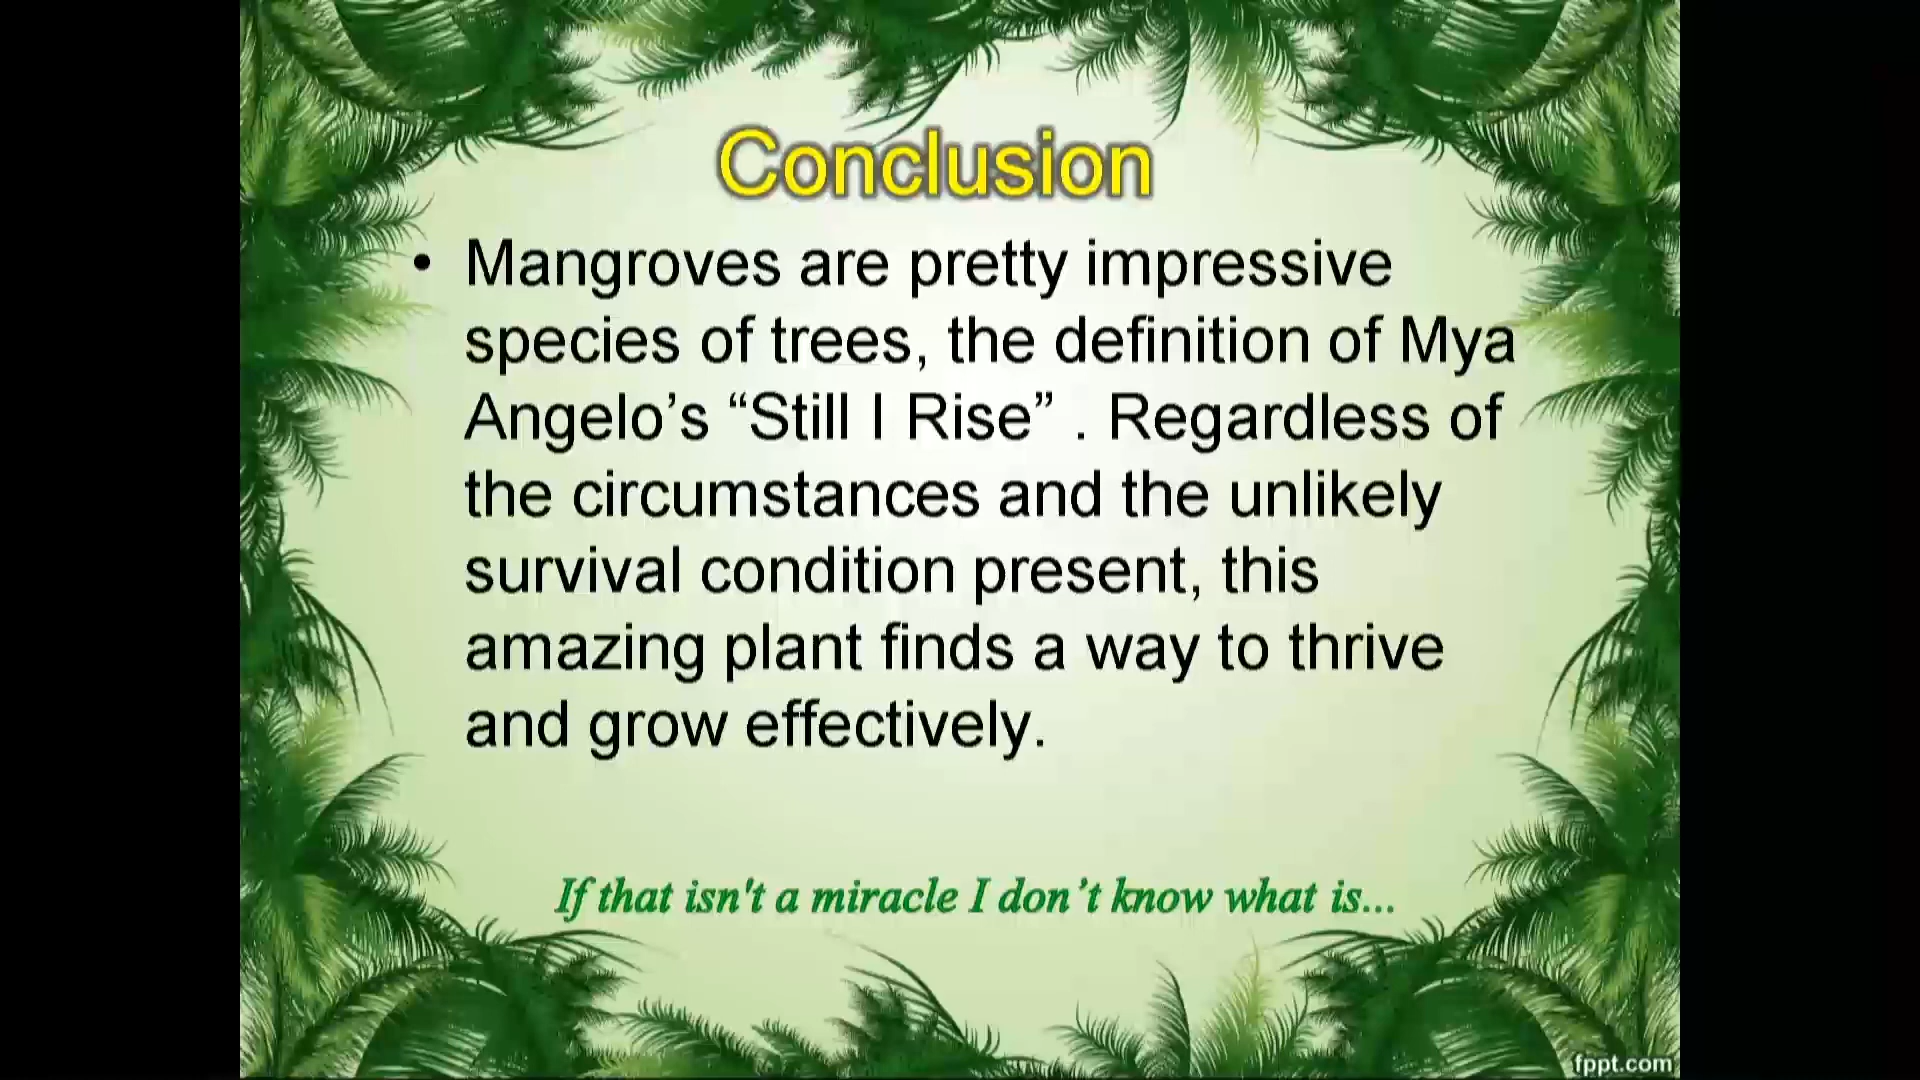 Conclusion
• Mangroves are pretty impressive
species of trees, the definition of Mya
Angelo’s “Still I Rise” . Regardless of
the circumstances and the unlikely
survival condition present, this
amazing plant finds a way to thrive
and grow effectively.
If that isn't a miracle I don’t know what is...
fppt.com